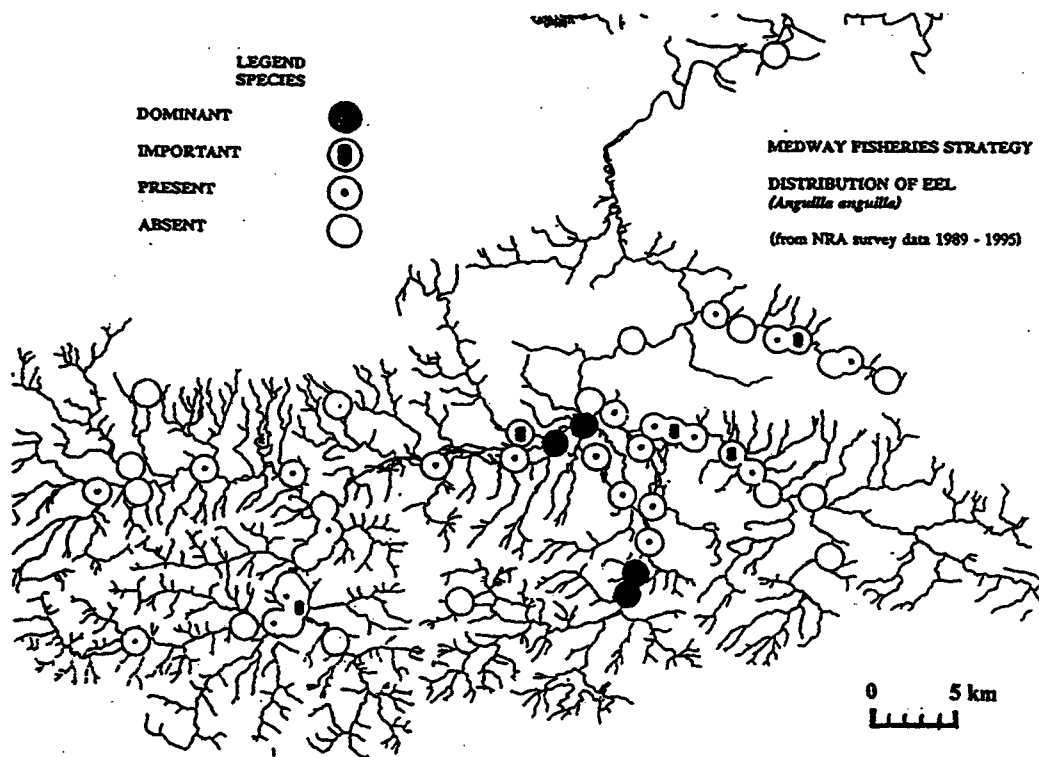 LEGEND
SPECIES
DOMINANT
IMPORTANT
PRESENT
ABSENT
MEDWAY FISHERIES STRATEGY
DISTRIBUTION OF EEL
(Anguilla anguilla)
(from NRA survey data 1989 - 1995)
0 5 km